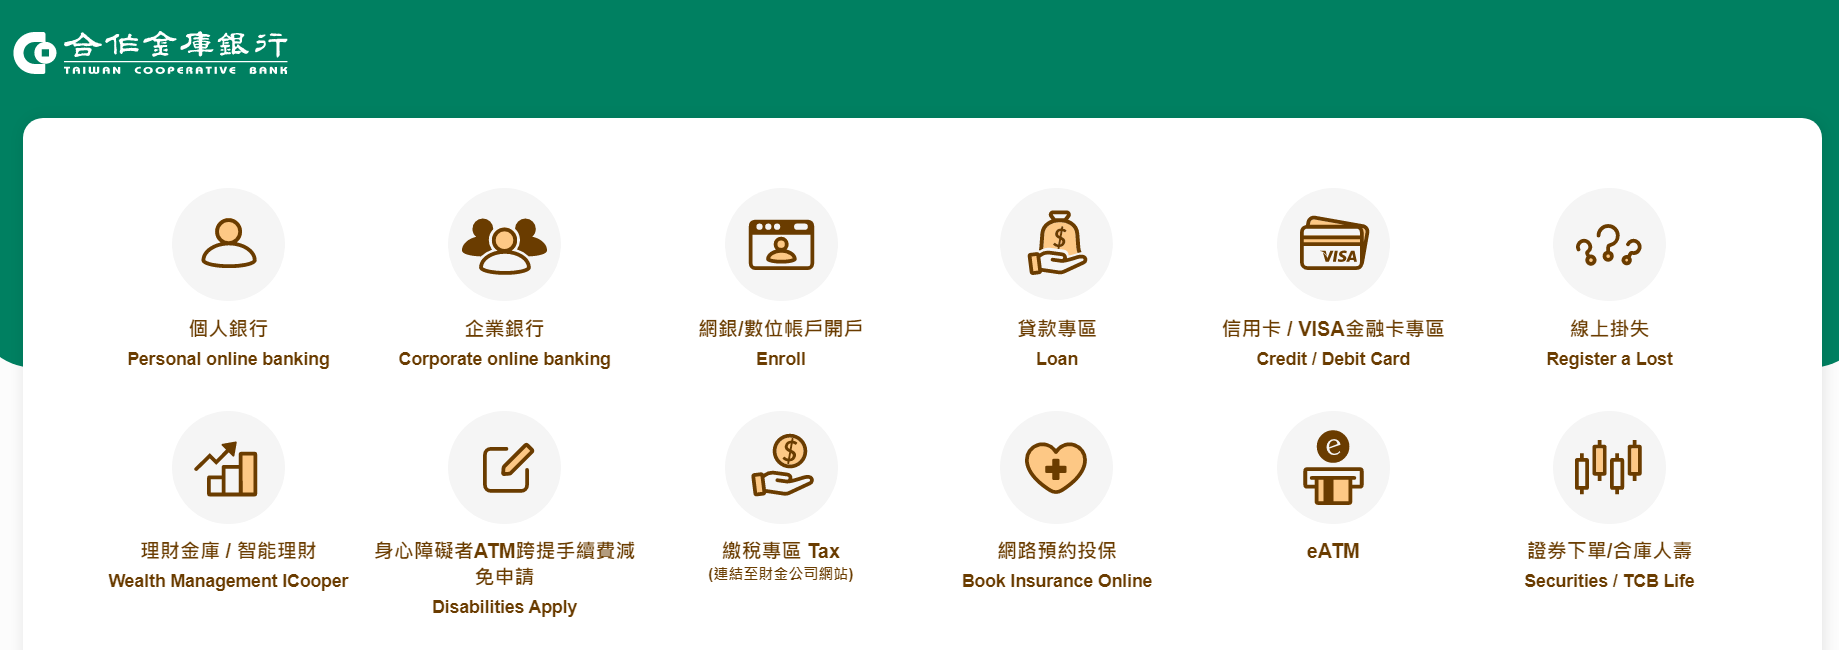 合作金庫銀行
TAIWAN COOPERATIVE BANK
個人銀行
Personal online banking
企業銀行
Corporate online banking
網銀/數位帳戶開戶
Enroll
$
貸款專區
Loan
VISA
信用卡 / VISA金融卡專區
Credit / Debit Card
線上掛失
Register a Lost
理財金庫 / 智能理財
Wealth Management ICooper
身心障礙者ATM跨提手續費減
免申請
Disabilities Apply
$
繳稅專區 Tax
(連結至財金公司網站)
網路預約投保
Book Insurance Online
e
eATM
證券下單/合庫人壽
Securities / TCB Life